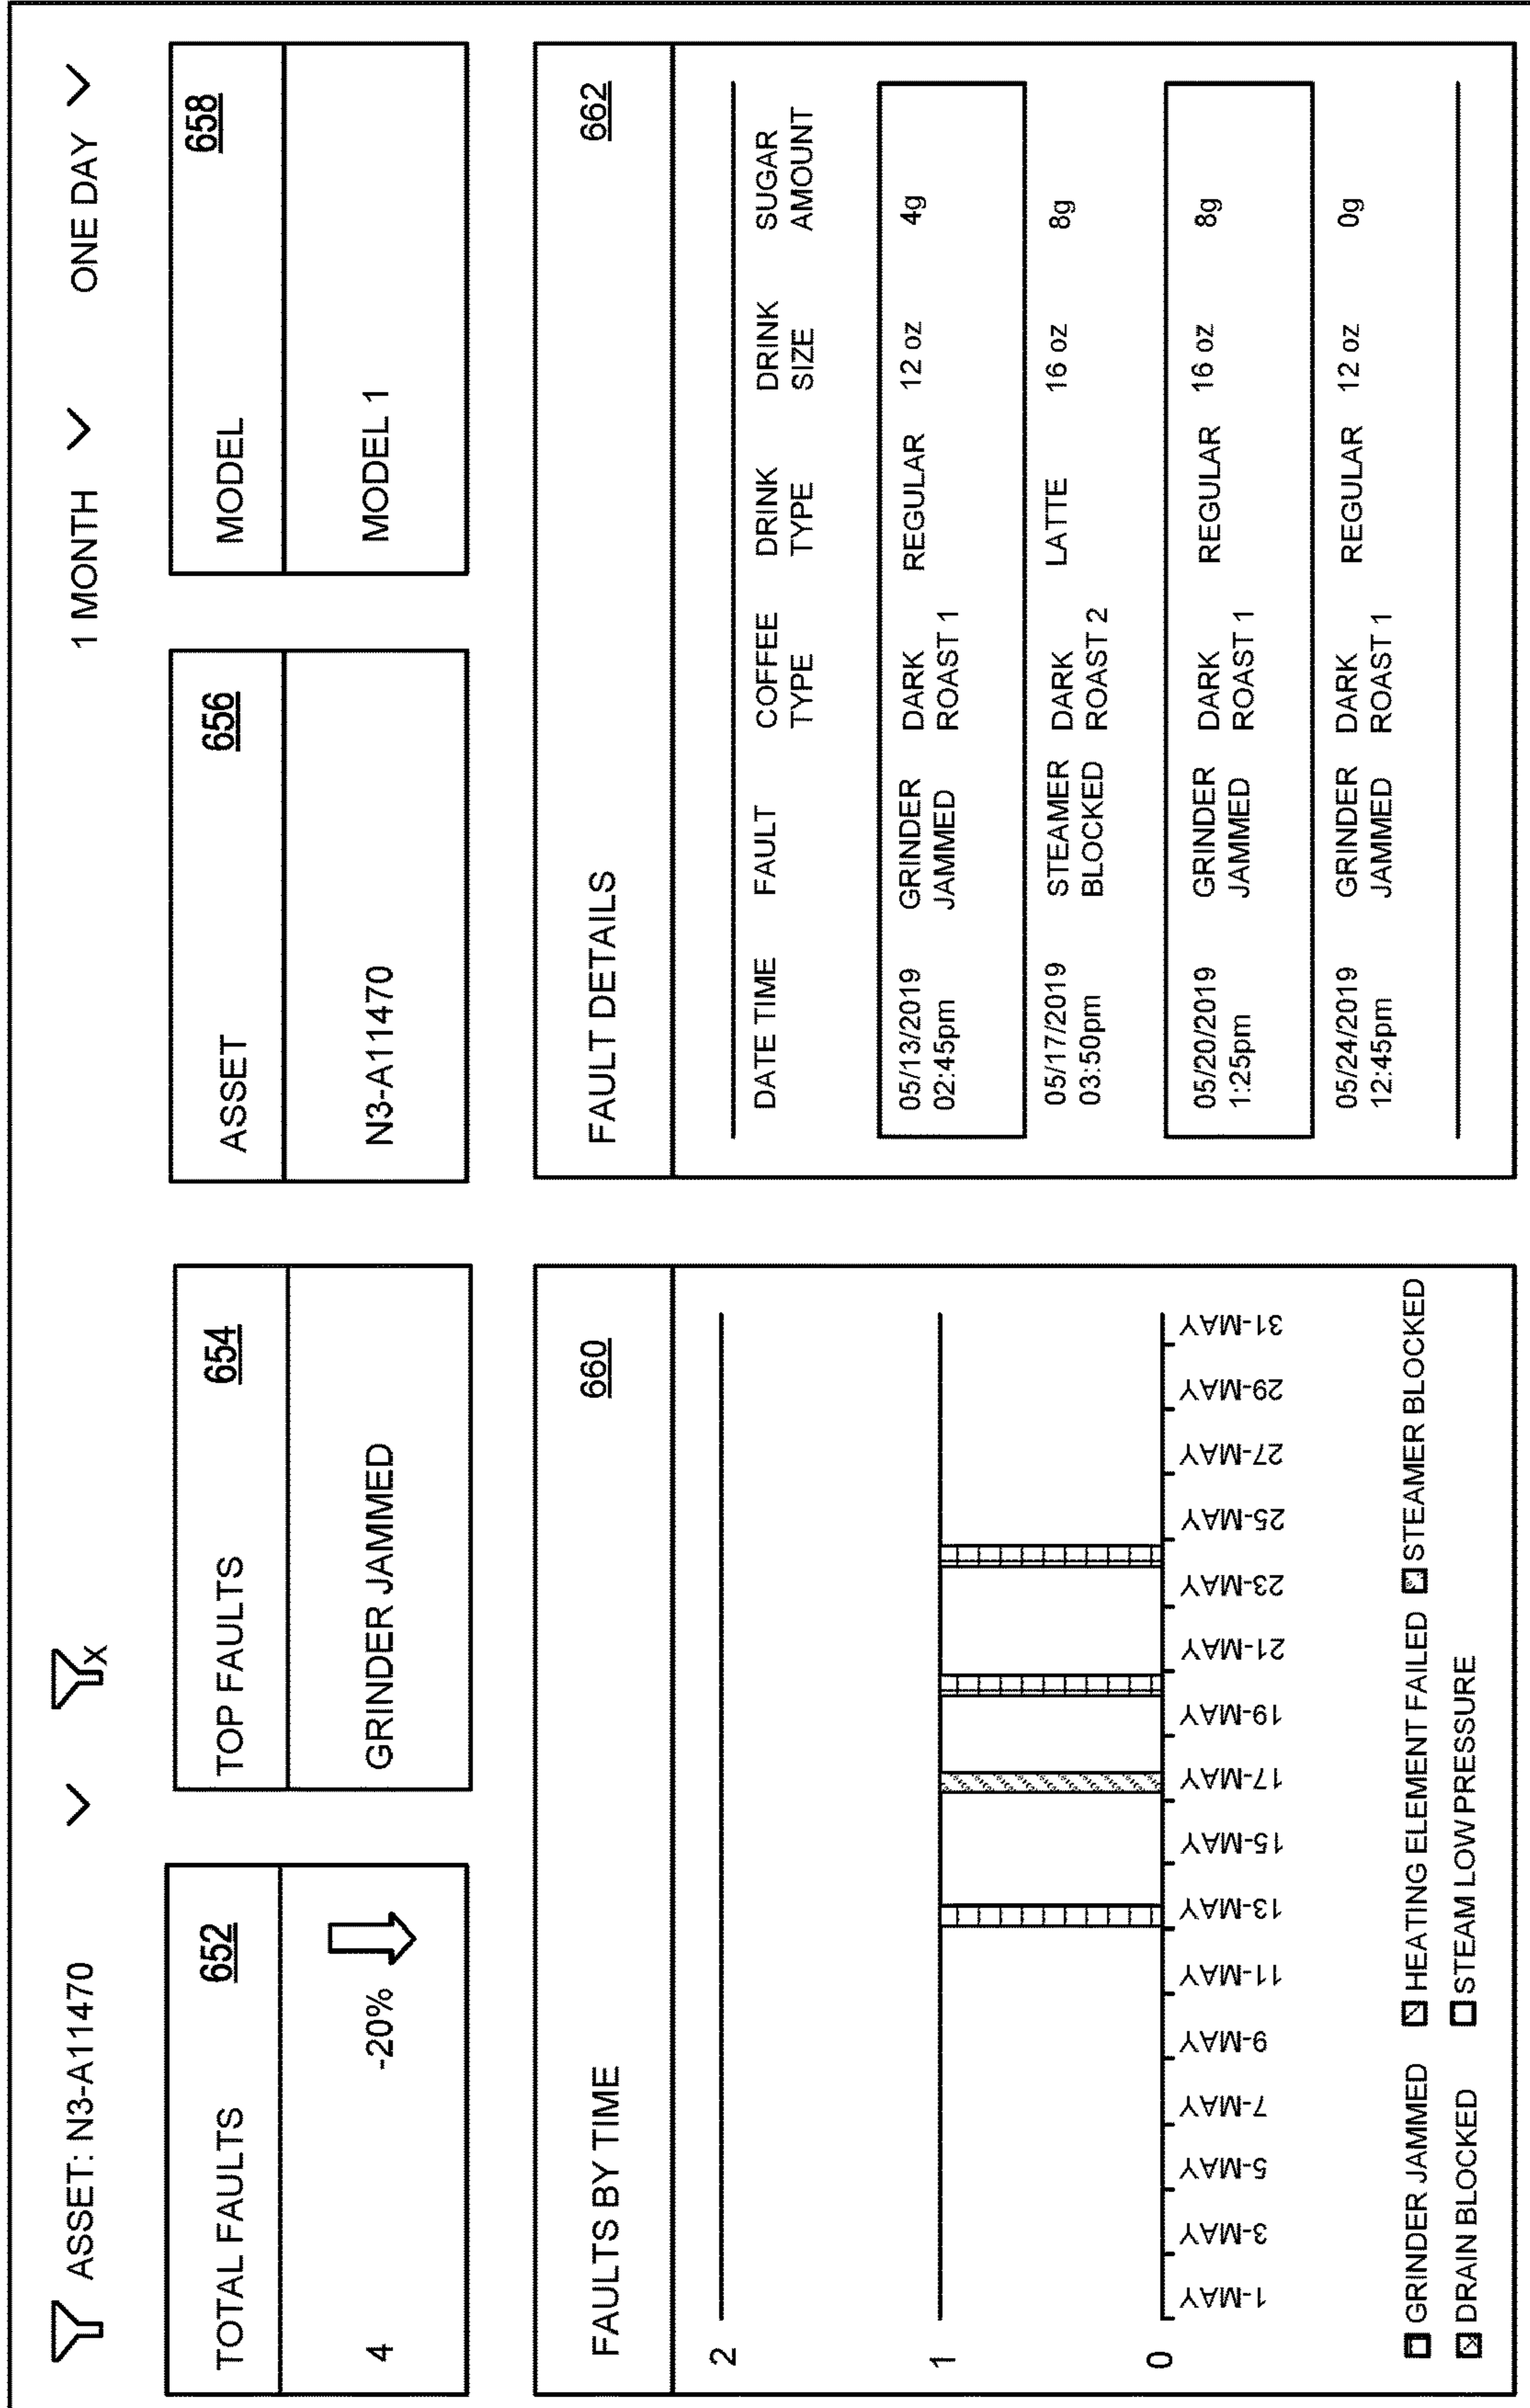 ASSET: N3-A11470
X
1 MONTH
ONE DAY
TOTAL FAULTS 652
4 -20%
TOP FAULTS 654
GRINDER JAMMED
ASSET 656
N3-A11470
MODEL 658
MODEL 1
FAULTS BY TIME 660
2
1
0
1-MAY 3-MAY 5-MAY 7-MAY 9-MAY 11-MAY 13-MAY 15-MAY 17-MAY 19-MAY 21-MAY 23-MAY 25-MAY 27-MAY 29-MAY 31-MAY
GRINDER JAMMED HEATING ELEMENT FAILED STEAMER BLOCKED
DRAIN BLOCKED STEAM LOW PRESSURE
FAULT DETAILS 662
DATE TIME FAULT COFFEE DRINK DRINK SUGAR
TYPE TYPE SIZE AMOUNT
05/13/2019 GRINDER DARK REGULAR 12 oz 4g
02:45pm JAMMED ROAST 1
05/17/2019 STEAMER DARK LATTE 16 oz 8g
03:50pm BLOCKED ROAST 2
05/20/2019 GRINDER DARK REGULAR 16 oz 8g
1:25pm JAMMED ROAST 1
05/24/2019 GRINDER DARK REGULAR 12 oz 0g
12:45pm JAMMED ROAST 1